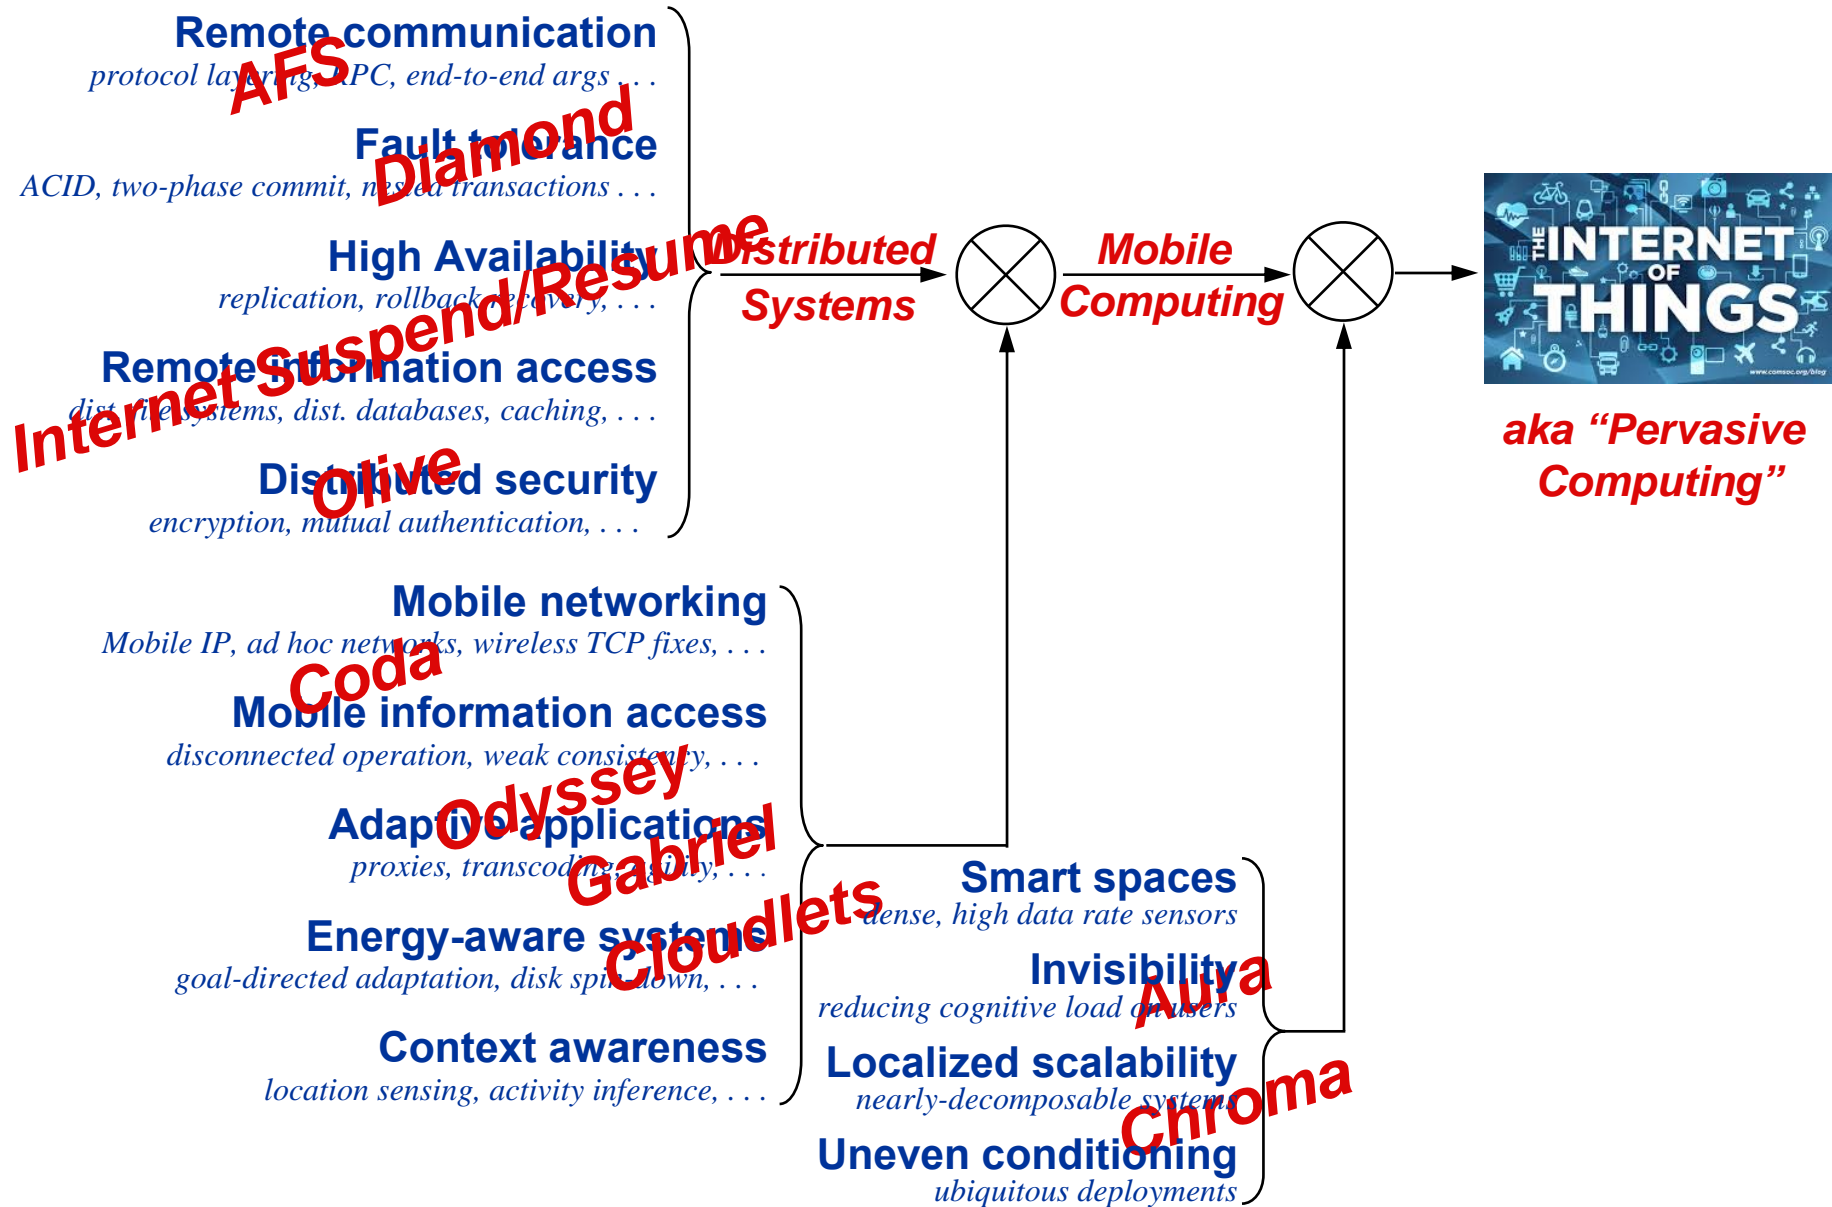 Remote communication
protocol layering, RPC, end-to-end args . . .
AFS
Fault tolerance
ACID, two-phase commit, nested transactions . . .
Diamond
High Availability
replication, rollback recovery, . . .
Internet Suspend/Resume
Remote information access
dist. file systems, dist. databases, caching, . . .
Distributed security
encryption, mutual authentication, . . .
Olive
Distributed
Systems
Mobile
Computing
THE INTERNET
OF
THINGS
www.comsoc.org/blog
aka “Pervasive
Computing”
Mobile networking
Mobile IP, ad hoc networks, wireless TCP fixes, . . .
Coda
Mobile information access
disconnected operation, weak consistency, . . .
Odyssey
Adaptive applications
proxies, transcoding, agility, . . .
Gabriel
Energy-aware systems
goal-directed adaptation, disk spin-down, . . .
Cloudlets
Context awareness
location sensing, activity inference, . . .
Smart spaces
dense, high data rate sensors
Invisibility
reducing cognitive load on users
Aura
Localized scalability
nearly-decomposable systems
Chroma
Uneven conditioning
ubiquitous deployments